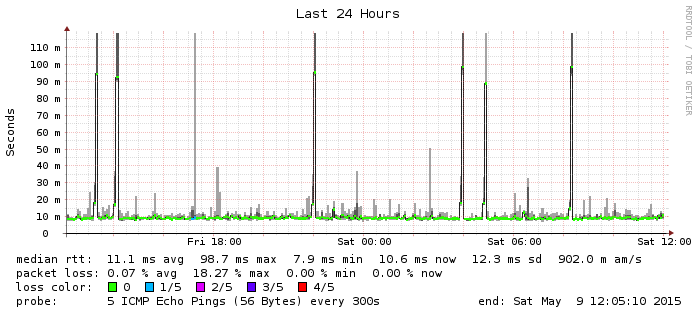 Last 24 Hours
RRDTOOL / TOBI OETIKER
Seconds
110 m
100 m
90 m
80 m
70 m
60 m
50 m
40 m
30 m
20 m
10 m
0
Fri 18:00 Sat 00:00 Sat 06:00 Sat 12:00
median rtt: 11.1 ms avg 98.7 ms max 7.9 ms min 10.6 ms now 12.3 ms sd 902.0 m am/s
packet loss: 0.07 % avg 18.27 % max 0.00 % min 0.00 % now
loss color: 0 1/5 2/5 3/5 4/5
probe: 5 ICMP Echo Pings (56 Bytes) every 300s end: Sat May 9 12:05:10 2015